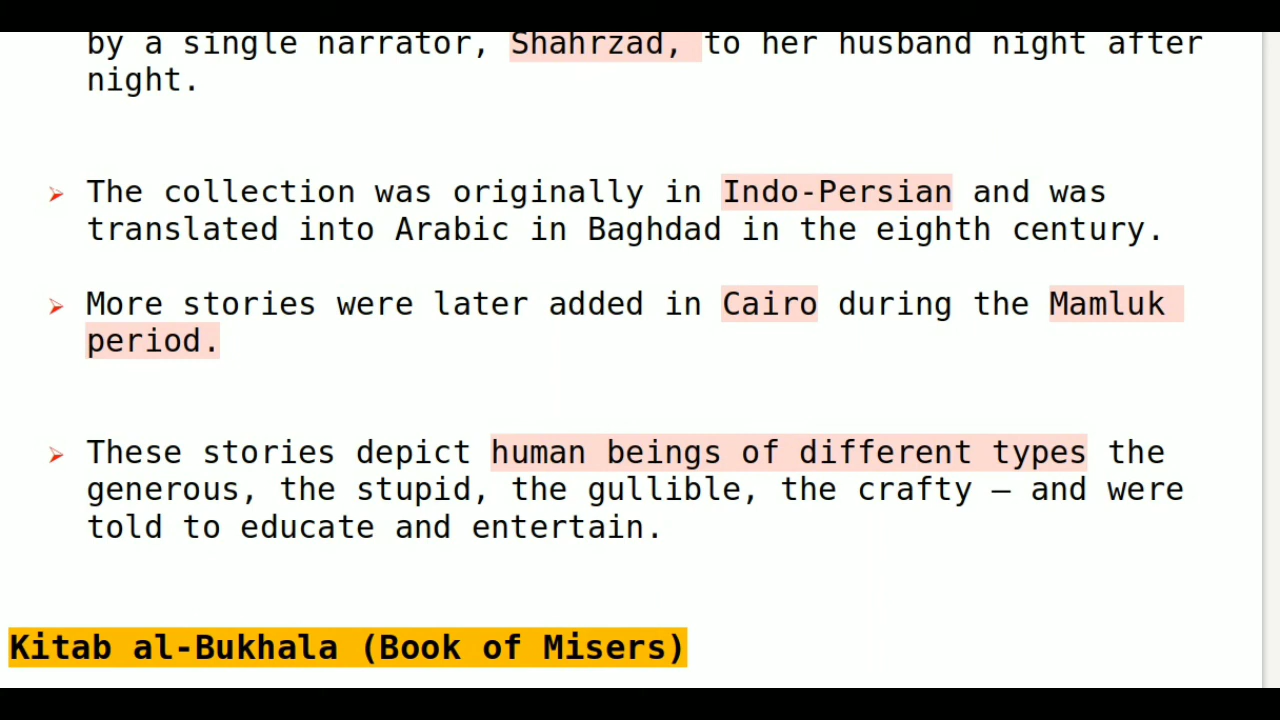 by a single narrator, Shahrzad, to her husband night after
night.
➢ The collection was originally in Indo-Persian and was
translated into Arabic in Baghdad in the eighth century.
➢ More stories were later added in Cairo during the Mamluk
period.
➢ These stories depict human beings of different types the
generous, the stupid, the gullible, the crafty – and were
told to educate and entertain.
Kitab al-Bukhala (Book of Misers)